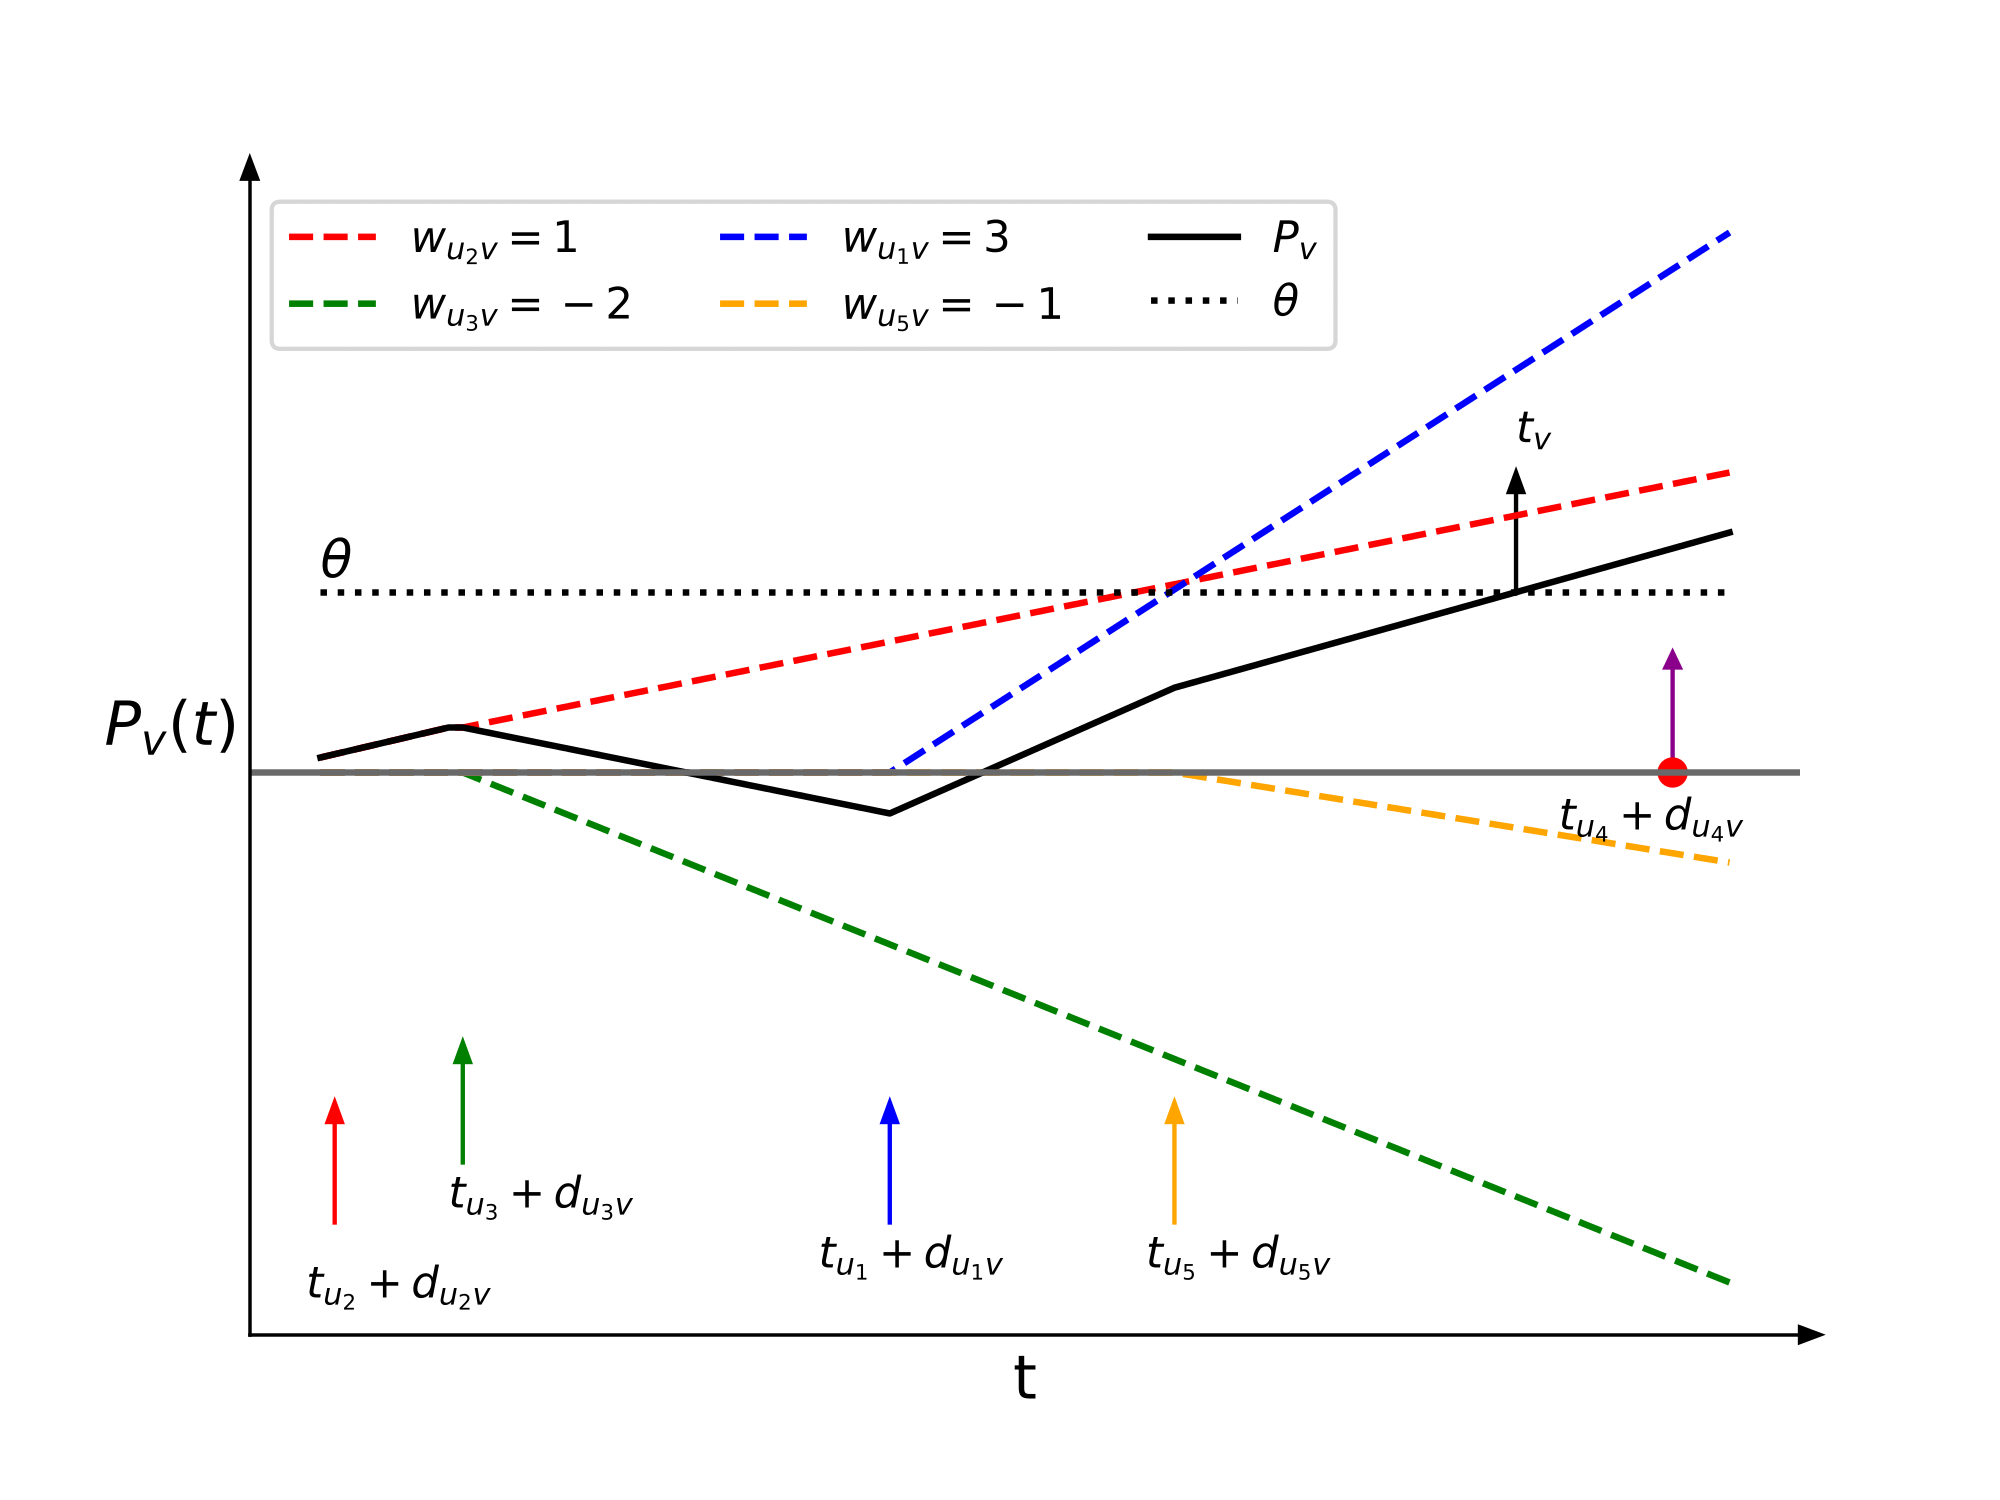 w_{u_2v} = 1 w_{u_1v} = 3 P_v
w_{u_3v} = −2 w_{u_5v} = −1 θ
t_v
θ
P_v(t)
t_{u_4} + d_{u_4v}
t_{u_3} + d_{u_3v}
t_{u_1} + d_{u_1v}
t_{u_5} + d_{u_5v}
t_{u_2} + d_{u_2v}
t